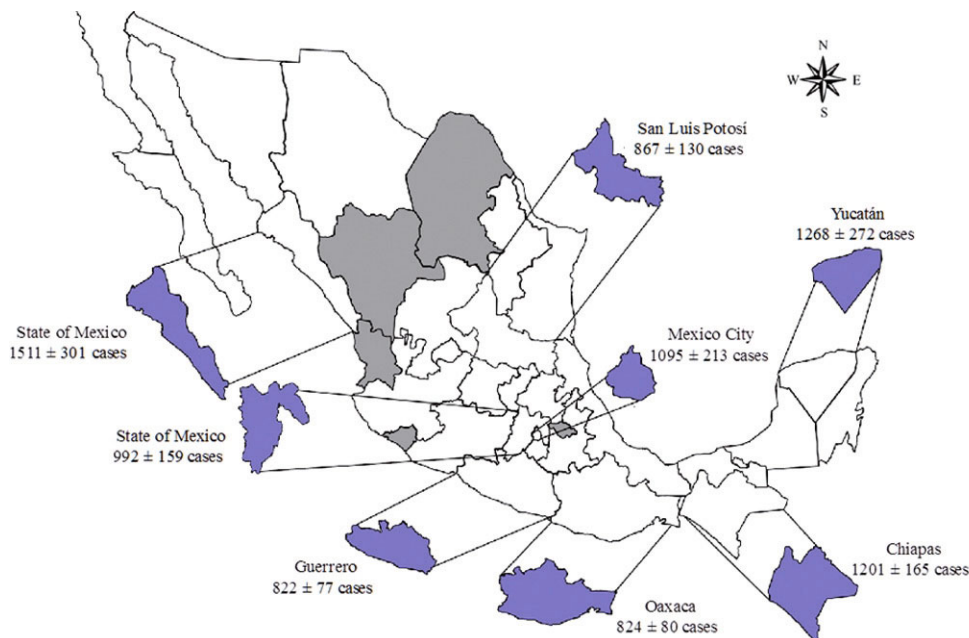 N
W E
S
San Luis Potosí
867 ± 130 cases
Yucatán
1268 ± 272 cases
State of Mexico
1511 ± 301 cases
Mexico City
1095 ± 213 cases
State of Mexico
992 ± 159 cases
Guerrero
822 ± 77 cases
Oaxaca
824 ± 80 cases
Chiapas
1201 ± 165 cases